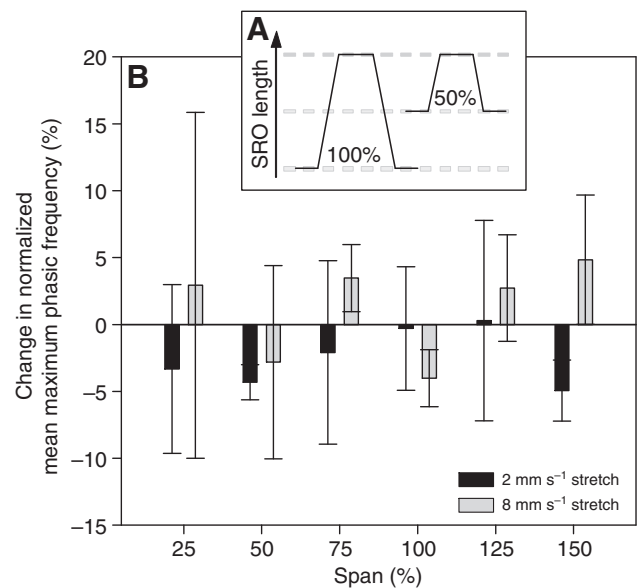 A
SRO length
100%
50%
B
Change in normalized
mean maximum phasic frequency (%)
20
15
10
5
0
−5
−10
−15
2 mm s⁻¹ stretch
8 mm s⁻¹ stretch
25 50 75 100 125 150
Span (%)